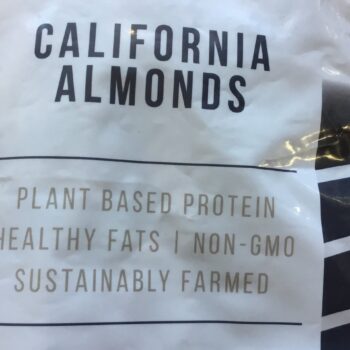 CALIFORNIA
ALMONDS
PLANT BASED PROTEIN
HEALTHY FATS | NON-GMO
SUSTAINABLY FARMED